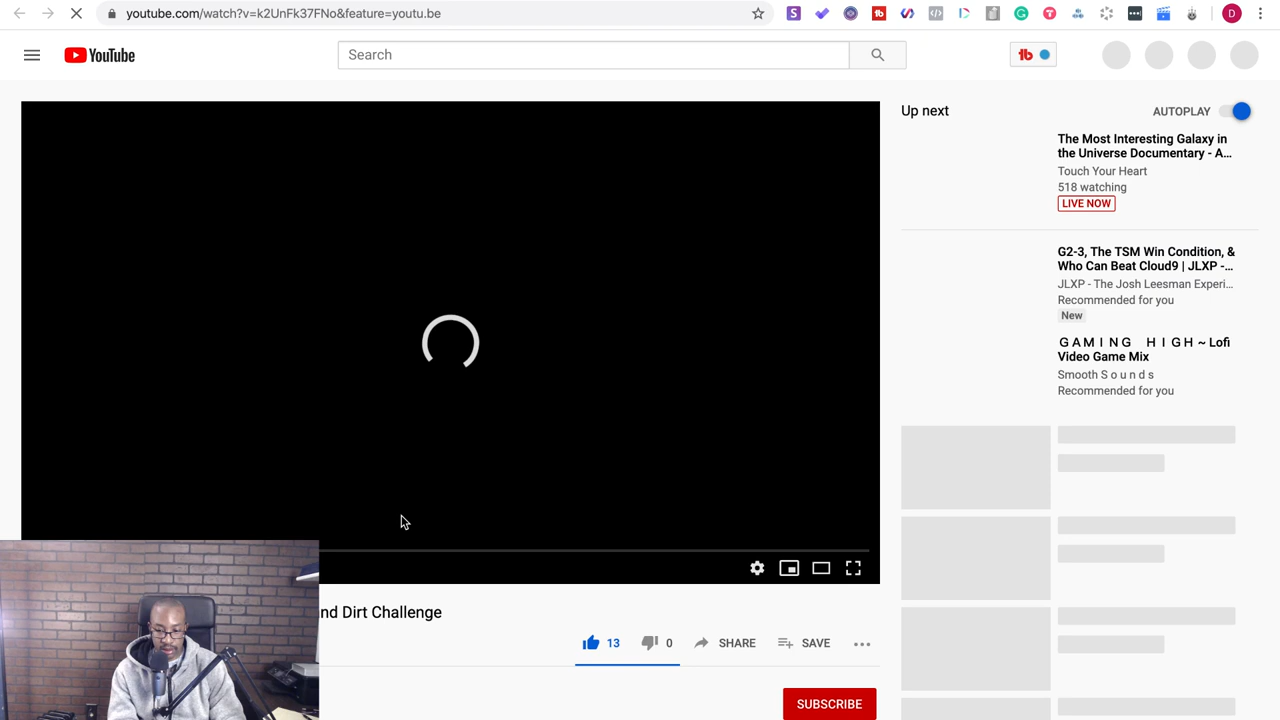 youtube.com/watch?v=k2UnFk37FNo&feature=youtu.be
YouTube
Search
Up next
AUTOPLAY
The Most Interesting Galaxy in
the Universe Documentary - A...
Touch Your Heart
518 watching
LIVE NOW
G2-3, The TSM Win Condition, &
Who Can Beat Cloud9 | JLXP -...
JLXP - The Josh Leesman Experi...
Recommended for you
New
ＧＡＭＩＮＧ ＨＩＧＨ ~ Lofi
Video Game Mix
Smooth S o u n d s
Recommended for you
nd Dirt Challenge
13
0
SHARE
SAVE
SUBSCRIBE